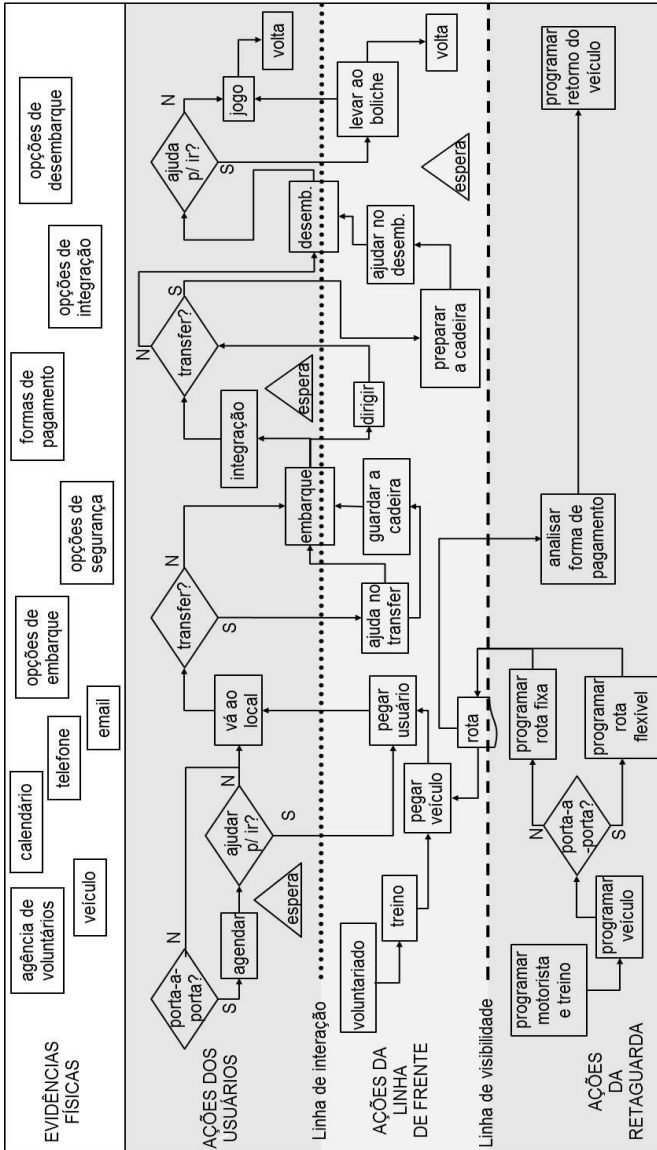 EVIDÊNCIAS
FÍSICAS
agência de
voluntários
veículo
calendário
telefone
email
opções de
embarque
opções de
segurança
formas de
pagamento
opções de
integração
opções de
desembarque
AÇÕES DOS
USUÁRIOS
porta-a-
porta?
N
S
agendar
espera
ajudar
p/ ir?
N
S
vá ao
local
transfer?
N
S
embarque
integração
espera
transfer?
N
S
desemb.
ajuda
p/ ir?
N
S
jogo
volta
Linha de interação
AÇÕES DA
LINHA
DE FRENTE
voluntariado
treino
pegar
veículo
pegar
usuário
ajuda no
transfer
guardar a
cadeira
dirigir
preparar
a cadeira
ajudar no
desemb.
espera
levar ao
boliche
volta
Linha de visibilidade
rota
AÇÕES
DA
RETAGUARDA
programar
motorista
e treino
programar
veículo
porta-a
-porta?
N
S
programar
rota fixa
programar
rota
flexível
analisar
forma de
pagamento
programar
retorno do
veículo